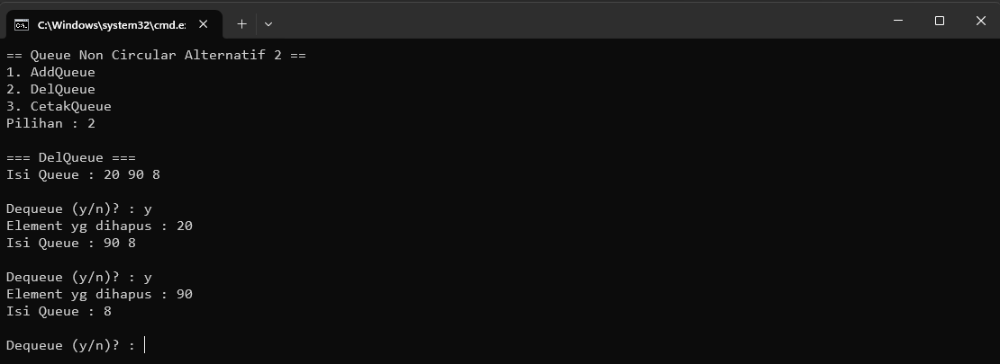 C:\Windows\system32\cmd.e:
== Queue Non Circular Alternatif 2 ==
1. AddQueue
2. DelQueue
3. CetakQueue
Pilihan : 2
=== DelQueue ===
Isi Queue : 20 90 8
Dequeue (y/n)? : y
Element yg dihapus : 20
Isi Queue : 90 8
Dequeue (y/n)? : y
Element yg dihapus : 90
Isi Queue : 8
Dequeue (y/n)? :